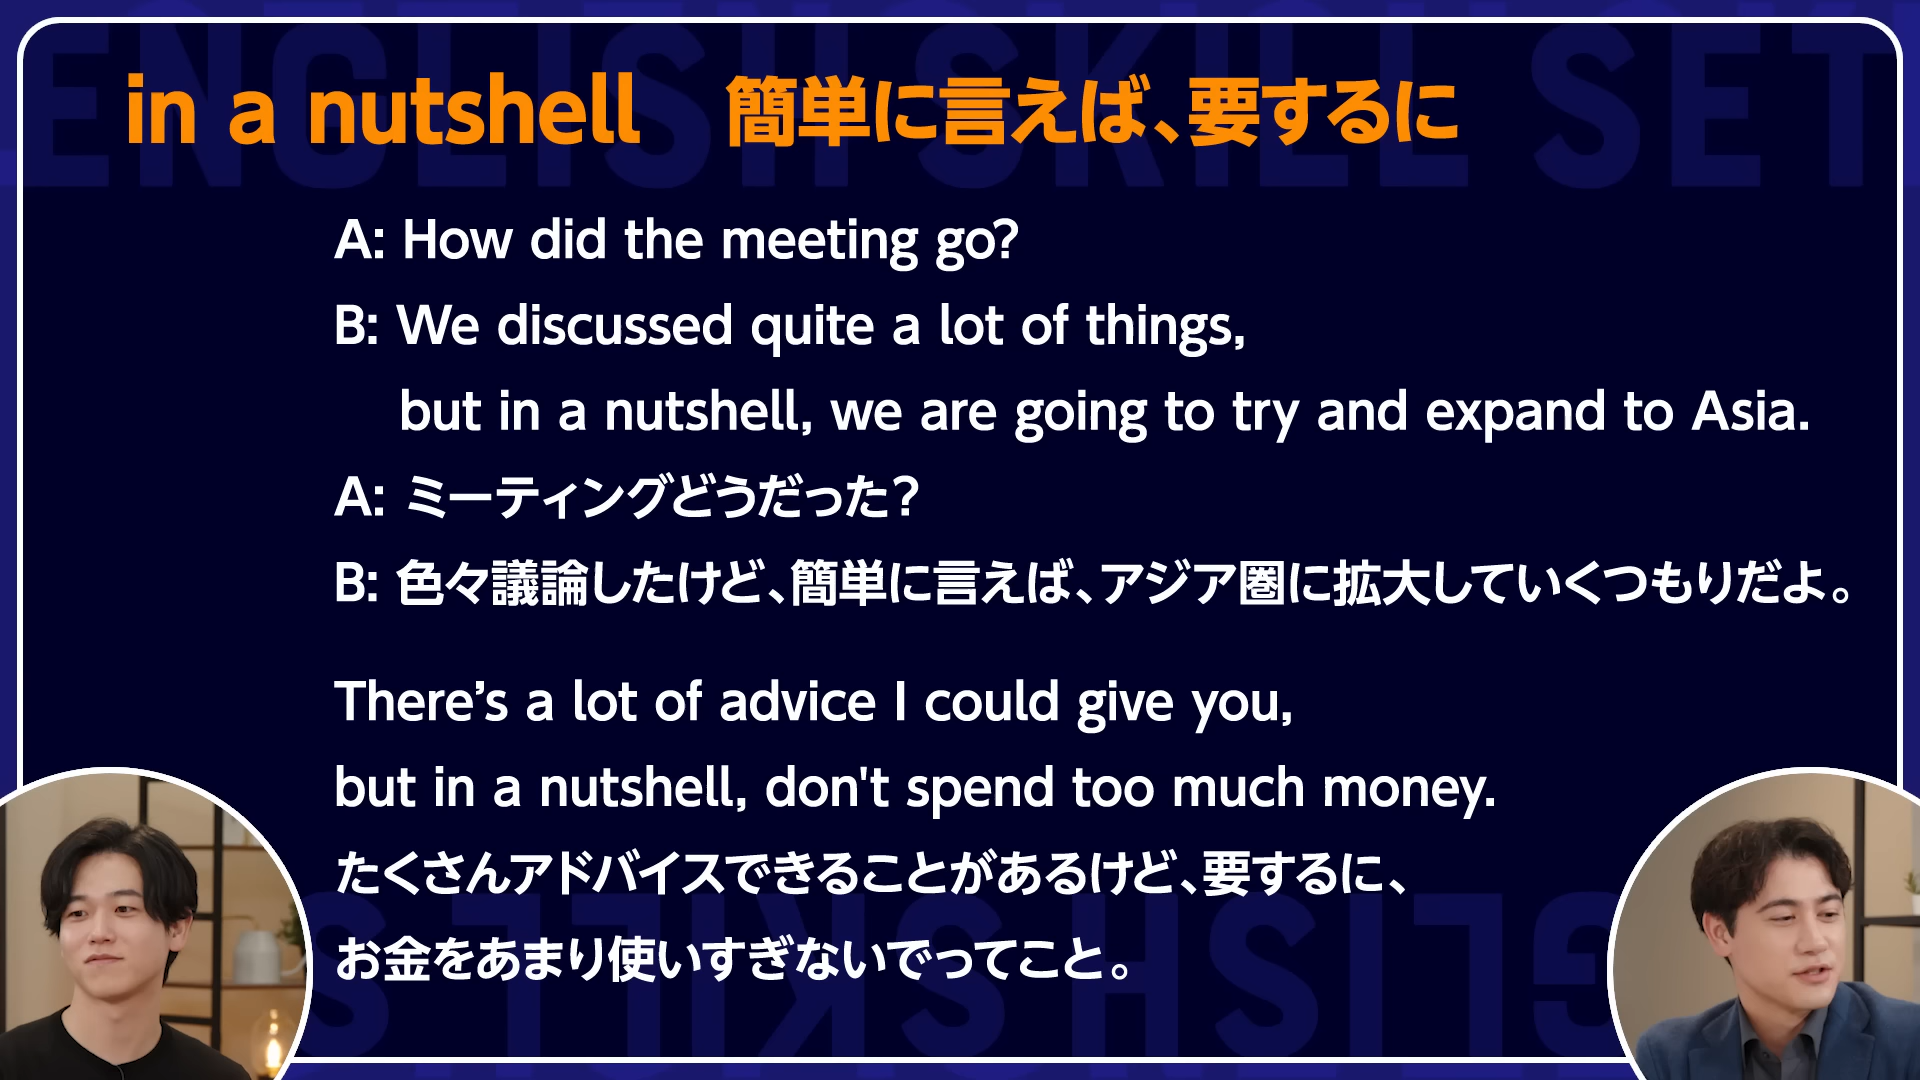 ENGLISH SKILL SET
in a nutshell 簡単に言えば、要するに
A: How did the meeting go?
B: We discussed quite a lot of things,
but in a nutshell, we are going to try and expand to Asia.
A: ミーティングどうだった？
B: 色々議論したけど、簡単に言えば、アジア圏に拡大していくつもりだよ。
There’s a lot of advice I could give you,
but in a nutshell, don't spend too much money.
たくさんアドバイスできることがあるけど、要するに、
お金をあまり使いすぎないでってこと。